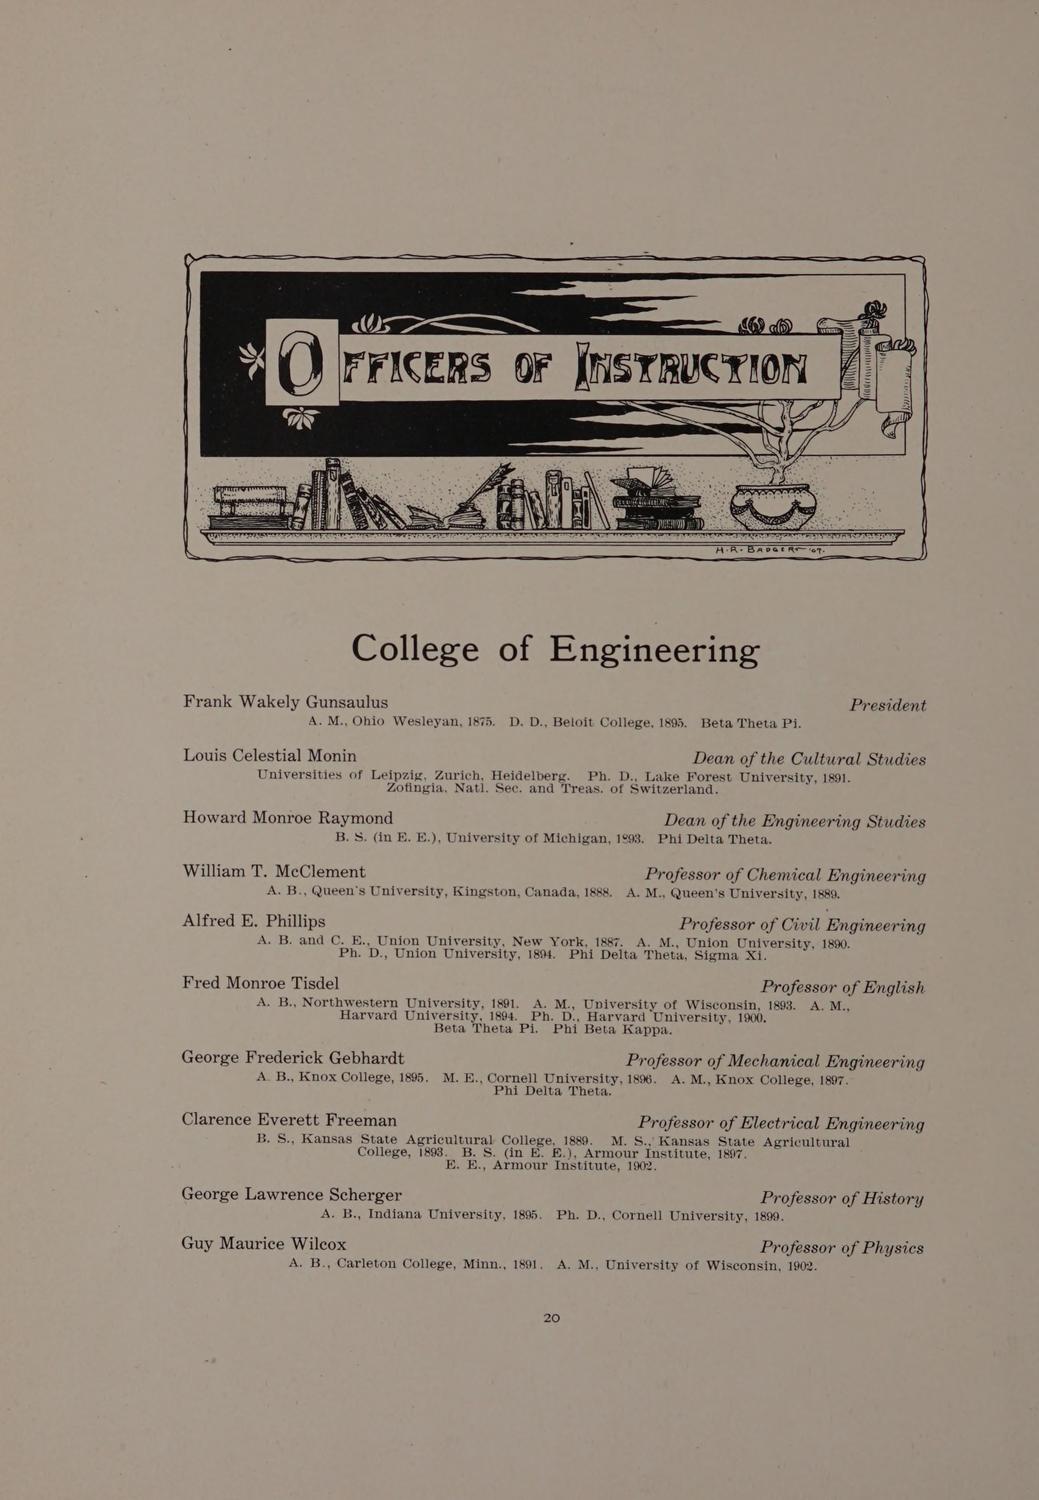 OFFICERS OF INSTRUCTION
H.R. BADGER '07.
College of Engineering
Frank Wakely Gunsaulus President
A. M., Ohio Wesleyan, 1875. D. D., Beloit College, 1895. Beta Theta Pi.
Louis Celestial Monin Dean of the Cultural Studies
Universities of Leipzig, Zurich, Heidelberg. Ph. D., Lake Forest University, 1891.
Zofingia, Natl. Sec. and Treas. of Switzerland.
Howard Monroe Raymond Dean of the Engineering Studies
B. S. (in E. E.), University of Michigan, 1893. Phi Delta Theta.
William T. McClement Professor of Chemical Engineering
A. B., Queen's University, Kingston, Canada, 1888. A. M., Queen's University, 1889.
Alfred E. Phillips Professor of Civil Engineering
A. B. and C. E., Union University, New York, 1887. A. M., Union University, 1890.
Ph. D., Union University, 1894. Phi Delta Theta, Sigma Xi.
Fred Monroe Tisdel Professor of English
A. B., Northwestern University, 1891. A. M., University of Wisconsin, 1893. A. M.,
Harvard University, 1894. Ph. D., Harvard University, 1900.
Beta Theta Pi. Phi Beta Kappa.
George Frederick Gebhardt Professor of Mechanical Engineering
A. B., Knox College, 1895. M. E., Cornell University, 1896. A. M., Knox College, 1897.
Phi Delta Theta.
Clarence Everett Freeman Professor of Electrical Engineering
B. S., Kansas State Agricultural College, 1889. M. S., Kansas State Agricultural
College, 1893. B. S. (in E. E.), Armour Institute, 1897.
E. E., Armour Institute, 1902.
George Lawrence Scherger Professor of History
A. B., Indiana University, 1895. Ph. D., Cornell University, 1899.
Guy Maurice Wilcox Professor of Physics
A. B., Carleton College, Minn., 1891. A. M., University of Wisconsin, 1902.
20